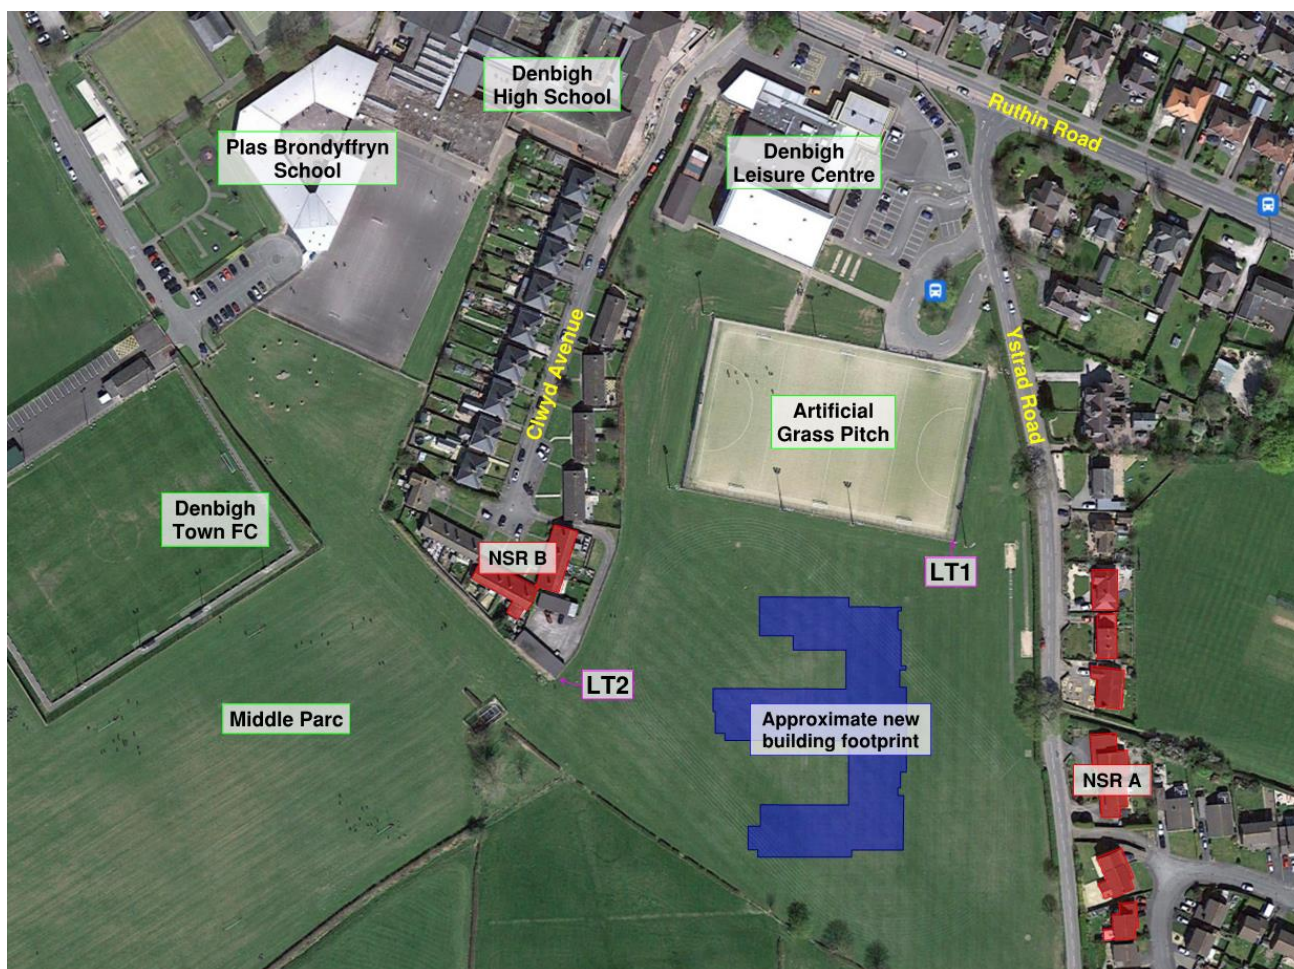 Denbigh
High School
Ruthin Road
Plas Brondyffryn
School
Denbigh
Leisure Centre
Clwyd Avenue
Ystrad Road
Artificial
Grass Pitch
Denbigh
Town FC
NSR B
LT1
LT2
Middle Parc
Approximate new
building footprint
NSR A